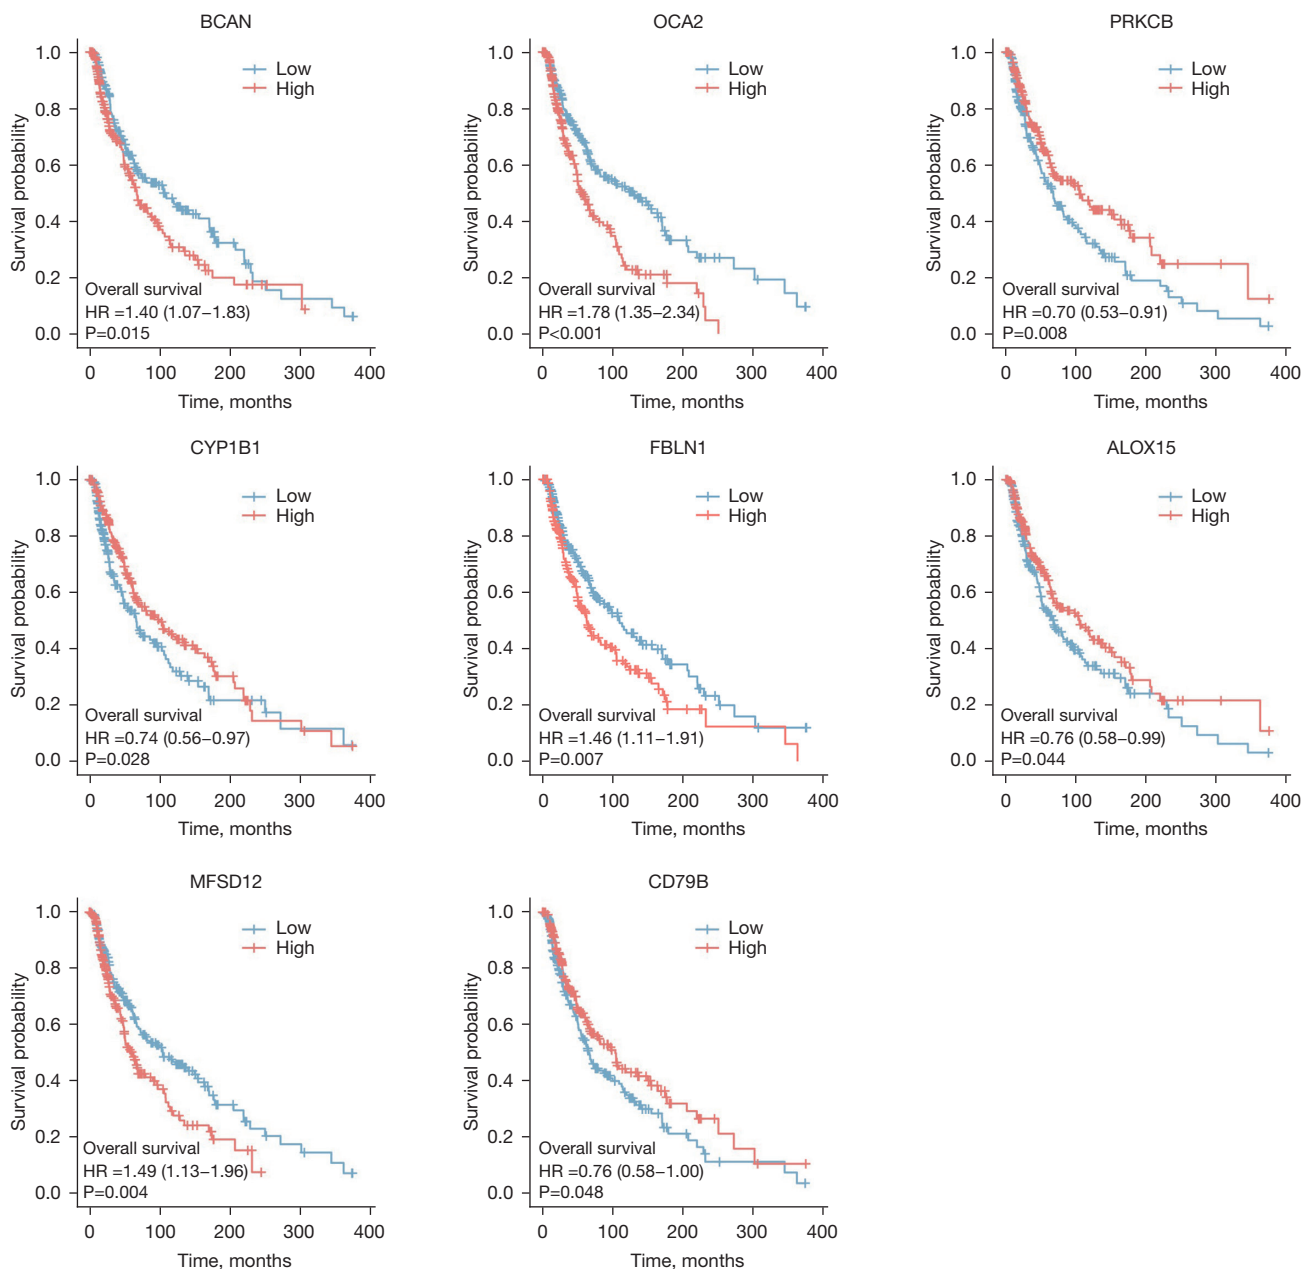 BCAN
Survival probability
1.0
0.8
0.6
0.4
0.2
0.0
Low
High
Overall survival
HR =1.40 (1.07–1.83)
P=0.015
0 100 200 300 400
Time, months
OCA2
Survival probability
1.0
0.8
0.6
0.4
0.2
0.0
Low
High
Overall survival
HR =1.78 (1.35–2.34)
P<0.001
0 100 200 300 400
Time, months
PRKCB
Survival probability
1.0
0.8
0.6
0.4
0.2
0.0
Low
High
Overall survival
HR =0.70 (0.53–0.91)
P=0.008
0 100 200 300 400
Time, months
CYP1B1
Survival probability
1.0
0.8
0.6
0.4
0.2
0.0
Low
High
Overall survival
HR =0.74 (0.56–0.97)
P=0.028
0 100 200 300 400
Time, months
FBLN1
Survival probability
1.0
0.8
0.6
0.4
0.2
0.0
Low
High
Overall survival
HR =1.46 (1.11–1.91)
P=0.007
0 100 200 300 400
Time, months
ALOX15
Survival probability
1.0
0.8
0.6
0.4
0.2
0.0
Low
High
Overall survival
HR =0.76 (0.58–0.99)
P=0.044
0 100 200 300 400
Time, months
MFSD12
Survival probability
1.0
0.8
0.6
0.4
0.2
0.0
Low
High
Overall survival
HR =1.49 (1.13–1.96)
P=0.004
0 100 200 300 400
Time, months
CD79B
Survival probability
1.0
0.8
0.6
0.4
0.2
0.0
Low
High
Overall survival
HR =0.76 (0.58–1.00)
P=0.048
0 100 200 300 400
Time, months